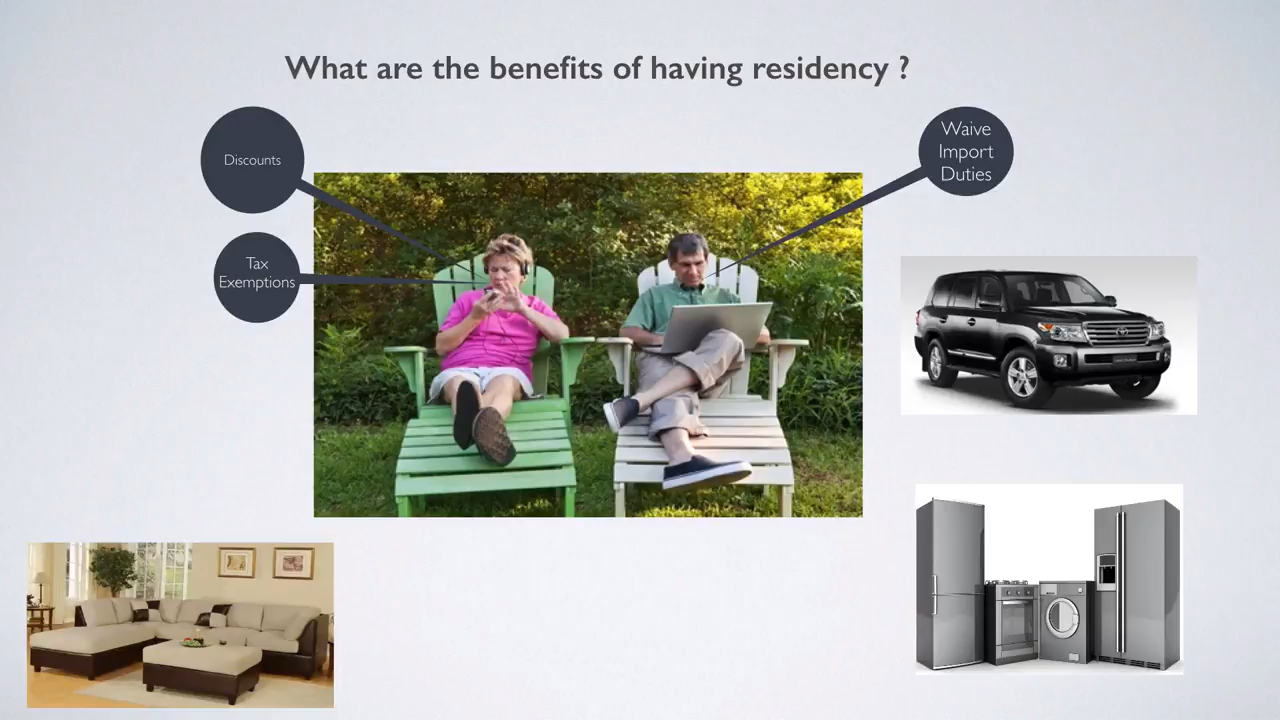 What are the benefits of having residency ?
Discounts
Waive
Import
Duties
Tax
Exemptions